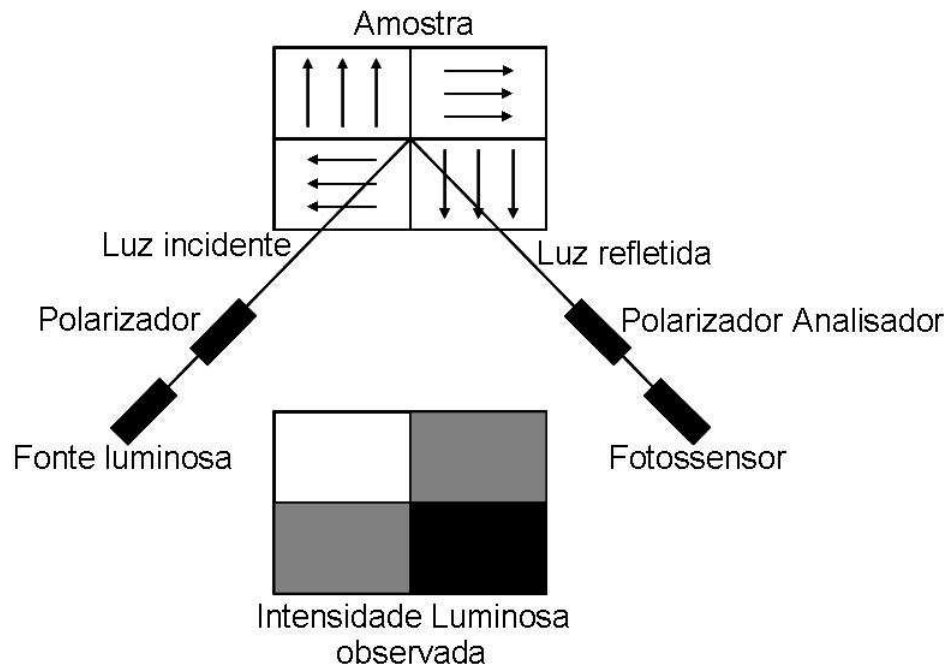 Amostra
Luz incidente
Luz refletida
Polarizador
Polarizador Analisador
Fonte luminosa
Fotossensor
Intensidade Luminosa
observada